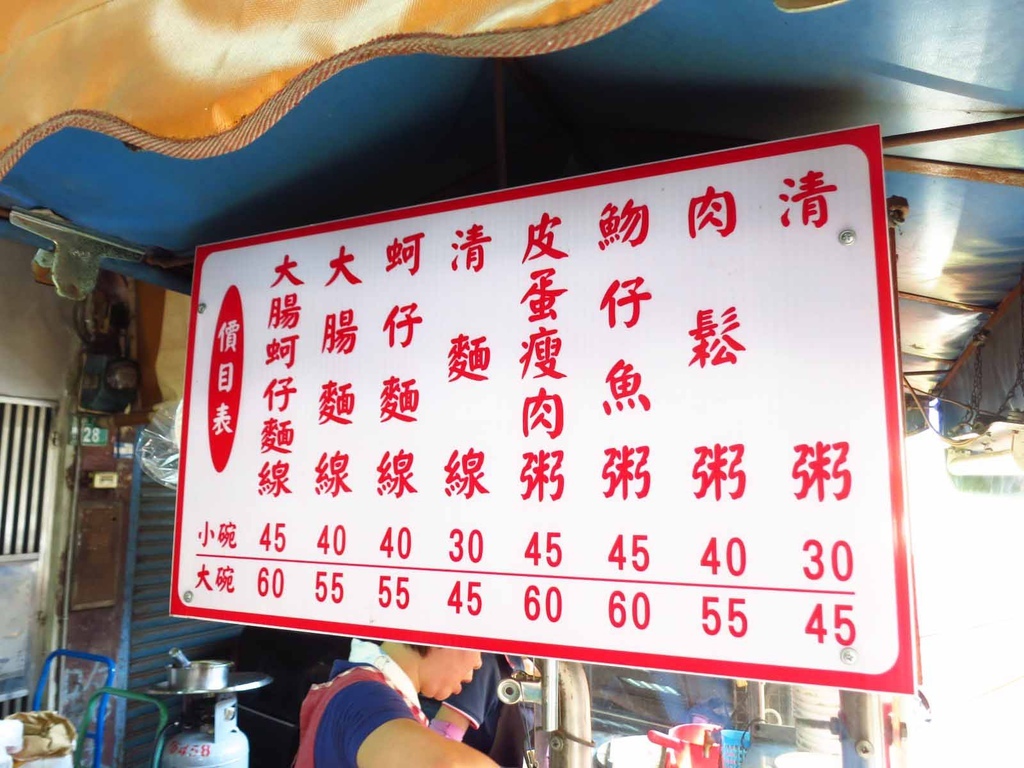 價目表
大腸蚵仔麵線 45 60
大腸麵線 40 55
蚵仔麵線 40 55
清麵線 30 45
皮蛋瘦肉粥 45 60
魩仔魚粥 45 60
肉鬆粥 40 55
清粥 30 45
小碗
大碗
28